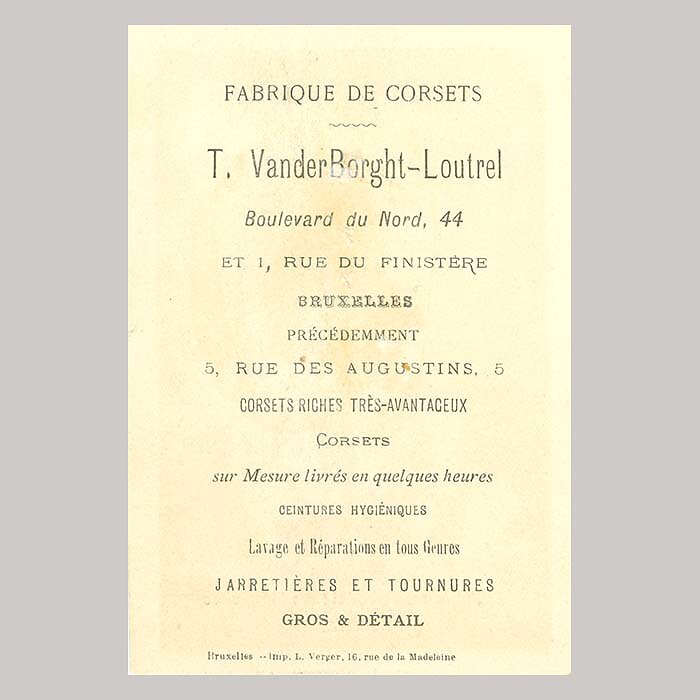 FABRIQUE DE CORSETS
T. VanderBorght-Loutrel
Boulevard du Nord, 44
ET 1, RUE DU FINISTÈRE
BRUXELLES
PRÉCÉDEMMENT
5, RUE DES AUGUSTINS, 5
CORSETS RICHES TRÈS-AVANTAGEUX
CORSETS
sur Mesure livrés en quelques heures
CEINTURES HYGIÉNIQUES
Lavage et Réparations en tous Genres
JARRETIÈRES ET TOURNURES
GROS & DÉTAIL
Bruxelles -- Imp. L. Verger, 16, rue de la Madeleine